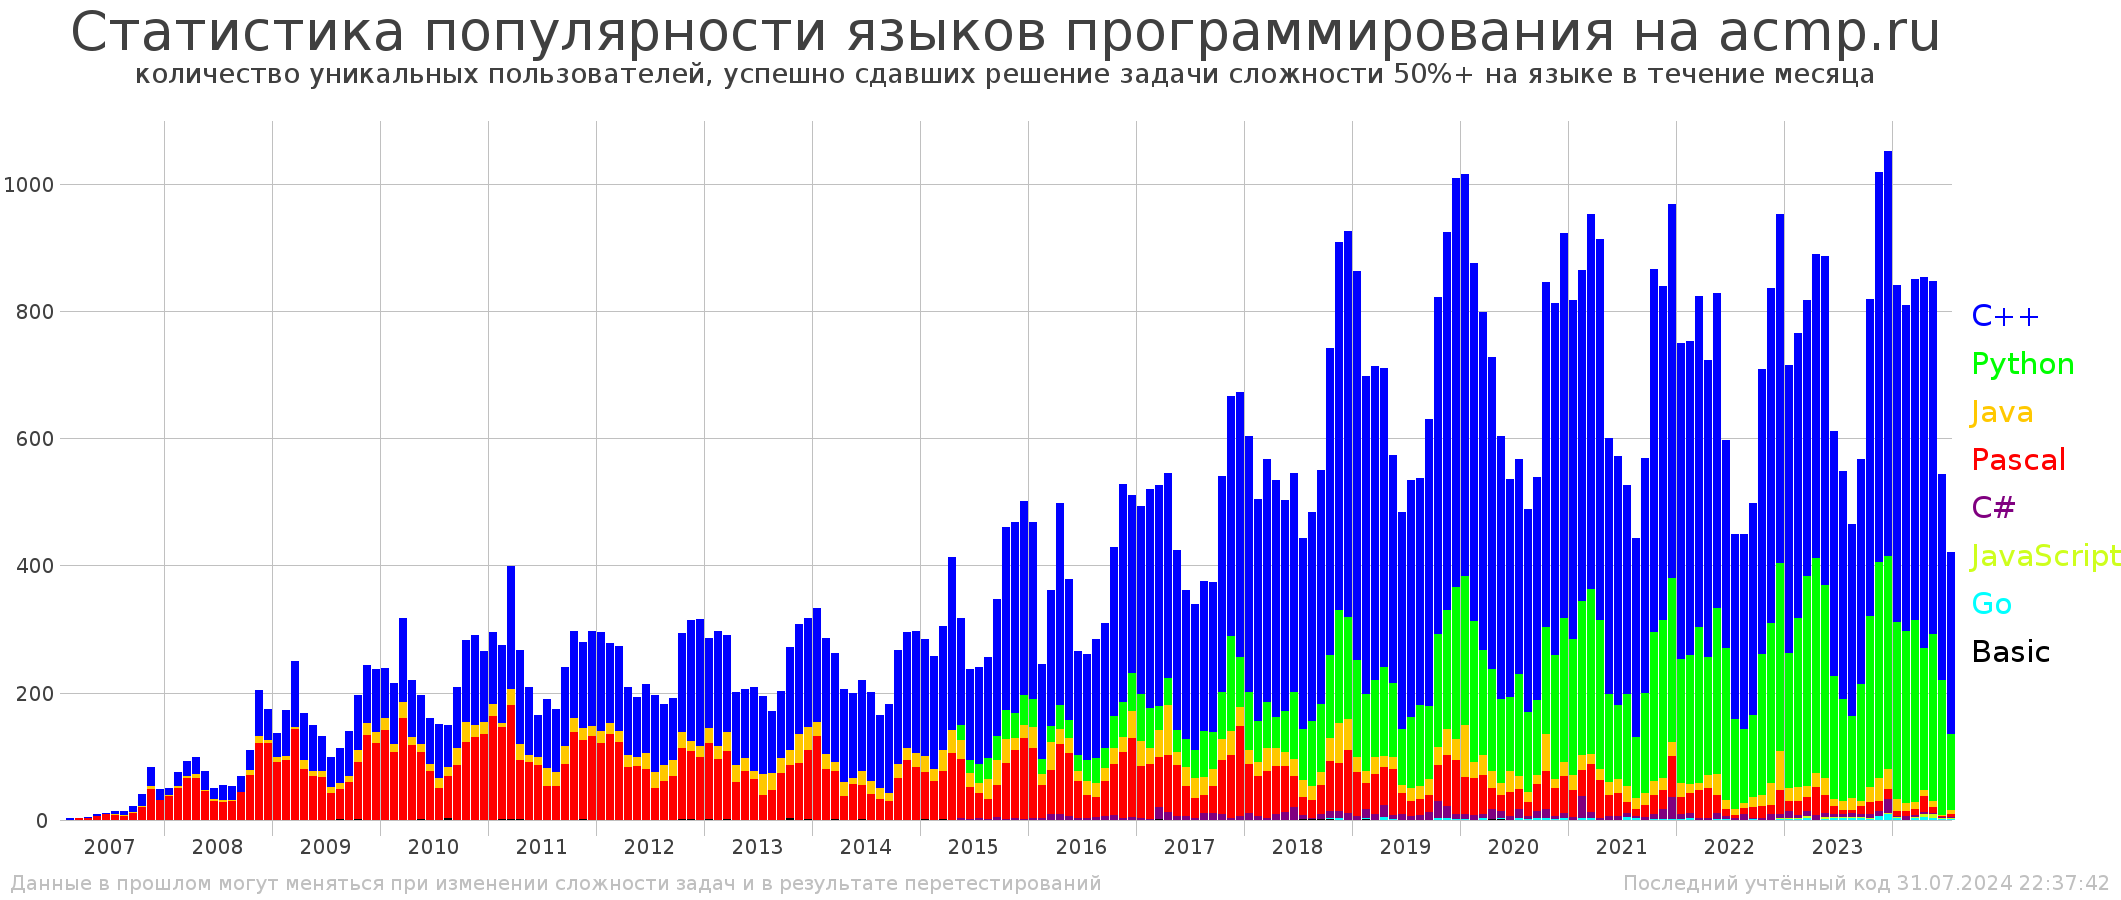 Статистика популярности языков программирования на acmp.ru
количество уникальных пользователей, успешно сдавших решение задачи сложности 50%+ на языке в течение месяца
1000
800
600
400
200
0
C++
Python
Java
Pascal
C#
JavaScript
Go
Basic
2007 2008 2009 2010 2011 2012 2013 2014 2015 2016 2017 2018 2019 2020 2021 2022 2023
Данные в прошлом могут меняться при изменении сложности задач и в результате перетестирований
Последний учтённый код 31.07.2024 22:37:42